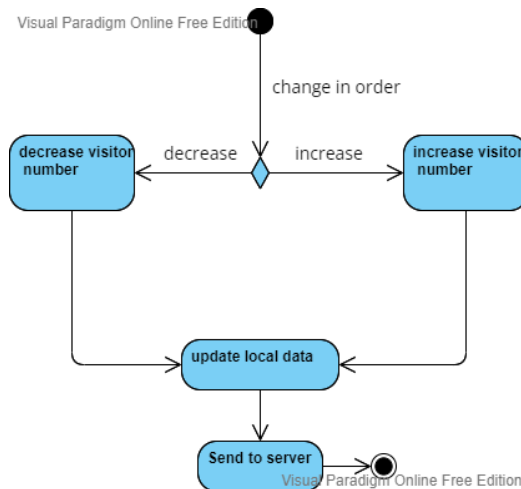 Visual Paradigm Online Free Edition
change in order
decrease
increase
decrease visitor
number
increase visitor
number
update local data
Send to server
Visual Paradigm Online Free Edition